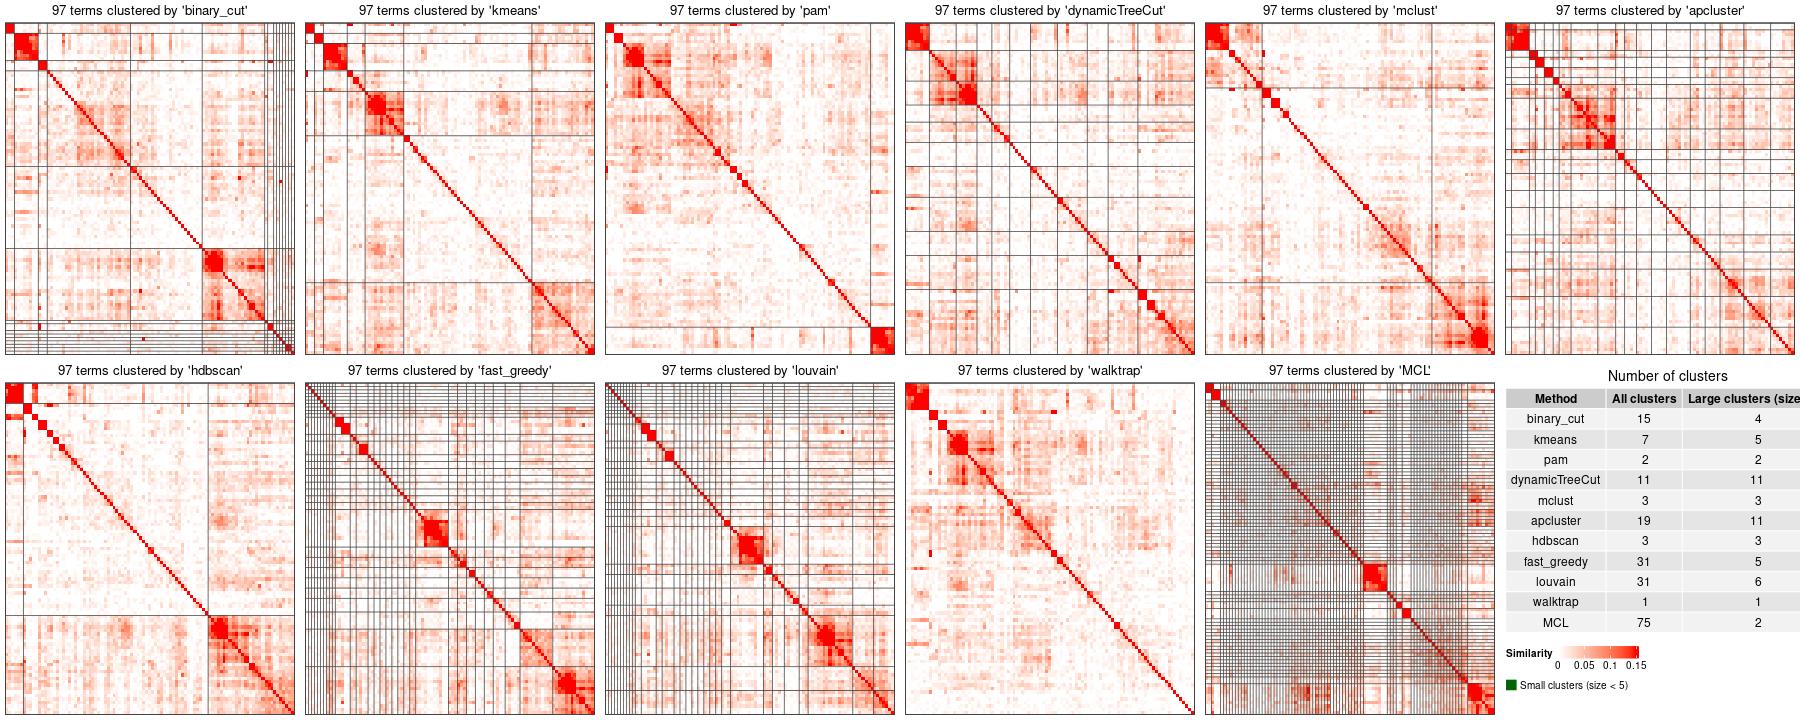 97 terms clustered by 'binary_cut'
97 terms clustered by 'kmeans'
97 terms clustered by 'pam'
97 terms clustered by 'dynamicTreeCut'
97 terms clustered by 'mclust'
97 terms clustered by 'apcluster'
97 terms clustered by 'hdbscan'
97 terms clustered by 'fast_greedy'
97 terms clustered by 'louvain'
97 terms clustered by 'walktrap'
97 terms clustered by 'MCL'
Number of clusters
Method All clusters Large clusters (size
binary_cut 15 4
kmeans 7 5
pam 2 2
dynamicTreeCut 11 11
mclust 3 3
apcluster 19 11
hdbscan 3 3
fast_greedy 31 5
louvain 31 6
walktrap 1 1
MCL 75 2
Similarity
0 0.05 0.1 0.15
Small clusters (size < 5)